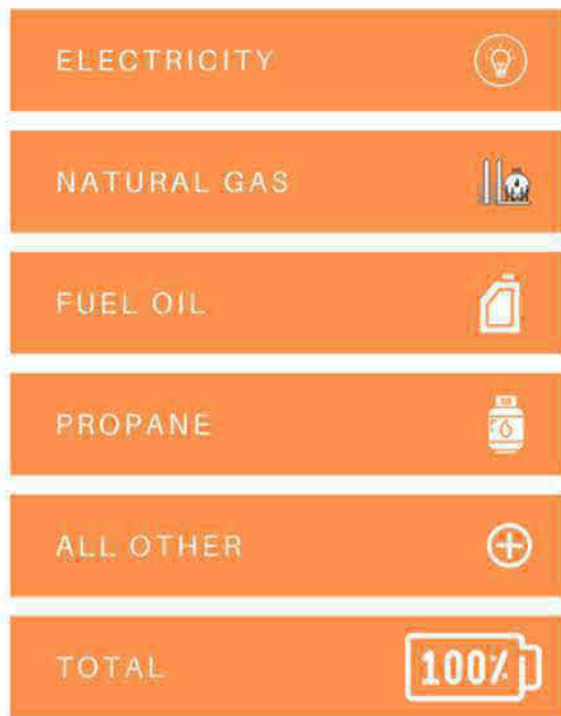 ELECTRICITY
NATURAL GAS
FUEL OIL
PROPANE
ALL OTHER
TOTAL
100%